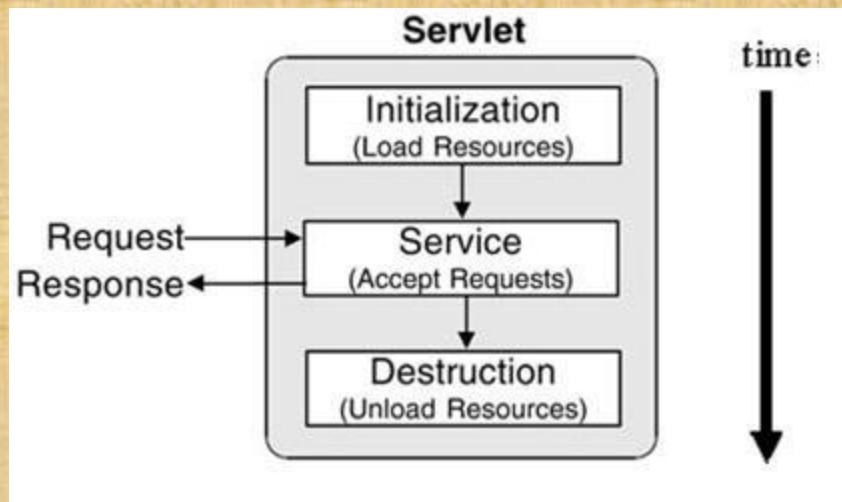 Servlet
time
Initialization
(Load Resources)
Request
Service
Response
(Accept Requests)
Destruction
(Unload Resources)